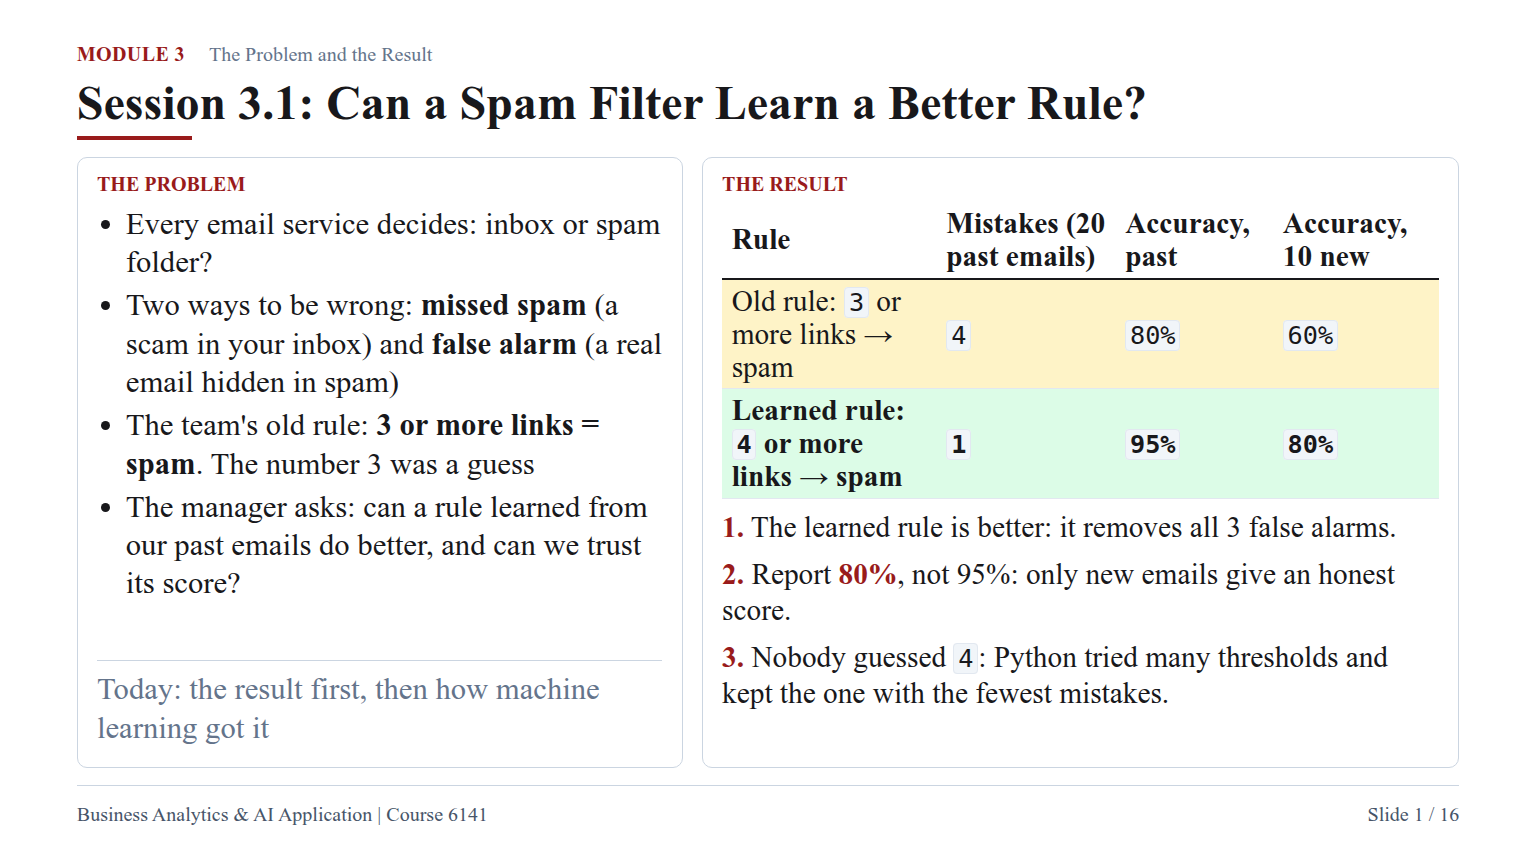 MODULE 3 The Problem and the Result
Session 3.1: Can a Spam Filter Learn a Better Rule?
THE PROBLEM
• Every email service decides: inbox or spam
folder?
• Two ways to be wrong: missed spam (a
scam in your inbox) and false alarm (a real
email hidden in spam)
• The team's old rule: 3 or more links =
spam. The number 3 was a guess
• The manager asks: can a rule learned from
our past emails do better, and can we trust
its score?
Today: the result first, then how machine
learning got it
THE RESULT
Rule
Mistakes (20
past emails)
Accuracy,
past
Accuracy,
10 new
Old rule: 3 or
more links →
spam
4
80%
60%
Learned rule:
4 or more
links → spam
1
95%
80%
1. The learned rule is better: it removes all 3 false alarms.
2. Report 80%, not 95%: only new emails give an honest
score.
3. Nobody guessed 4: Python tried many thresholds and
kept the one with the fewest mistakes.
Business Analytics & AI Application | Course 6141
Slide 1 / 16